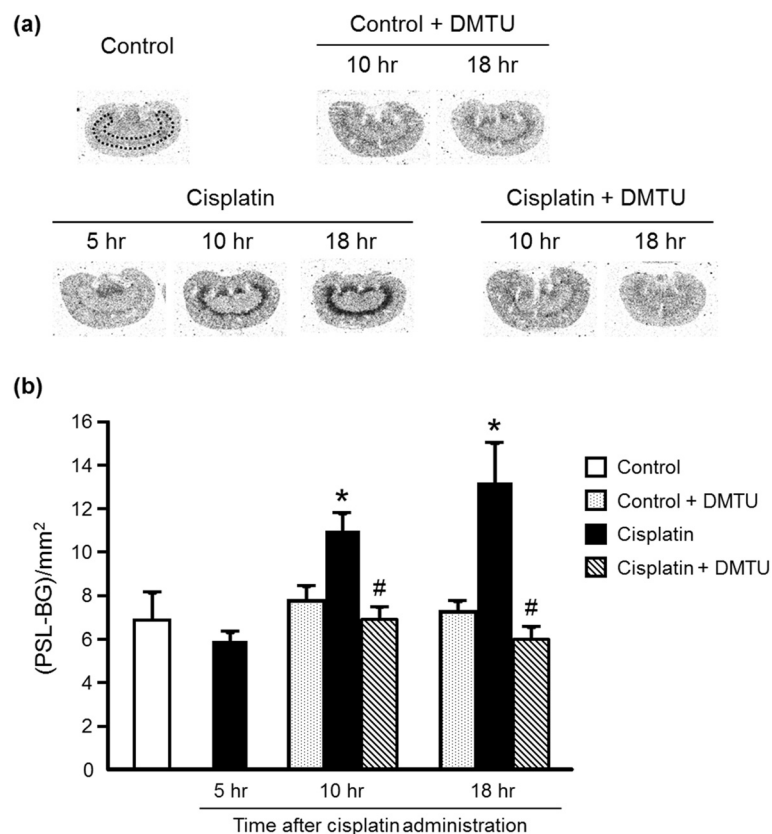 (a)
Control
Control + DMTU
10 hr 18 hr
Cisplatin
5 hr 10 hr 18 hr
Cisplatin + DMTU
10 hr 18 hr
(b)
(PSL-BG)/mm²
16
14
12
10
8
6
4
2
0
*
#
*
#
Control
Control + DMTU
Cisplatin
Cisplatin + DMTU
5 hr 10 hr 18 hr
Time after cisplatin administration